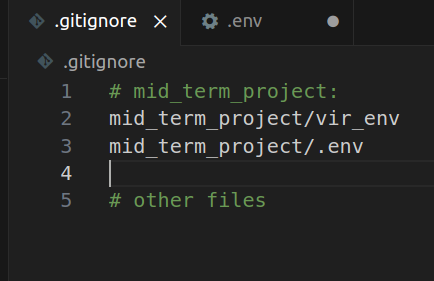 .gitignore
.env
.gitignore
1 # mid_term_project:
2 mid_term_project/vir_env
3 mid_term_project/.env
4
5 # other files